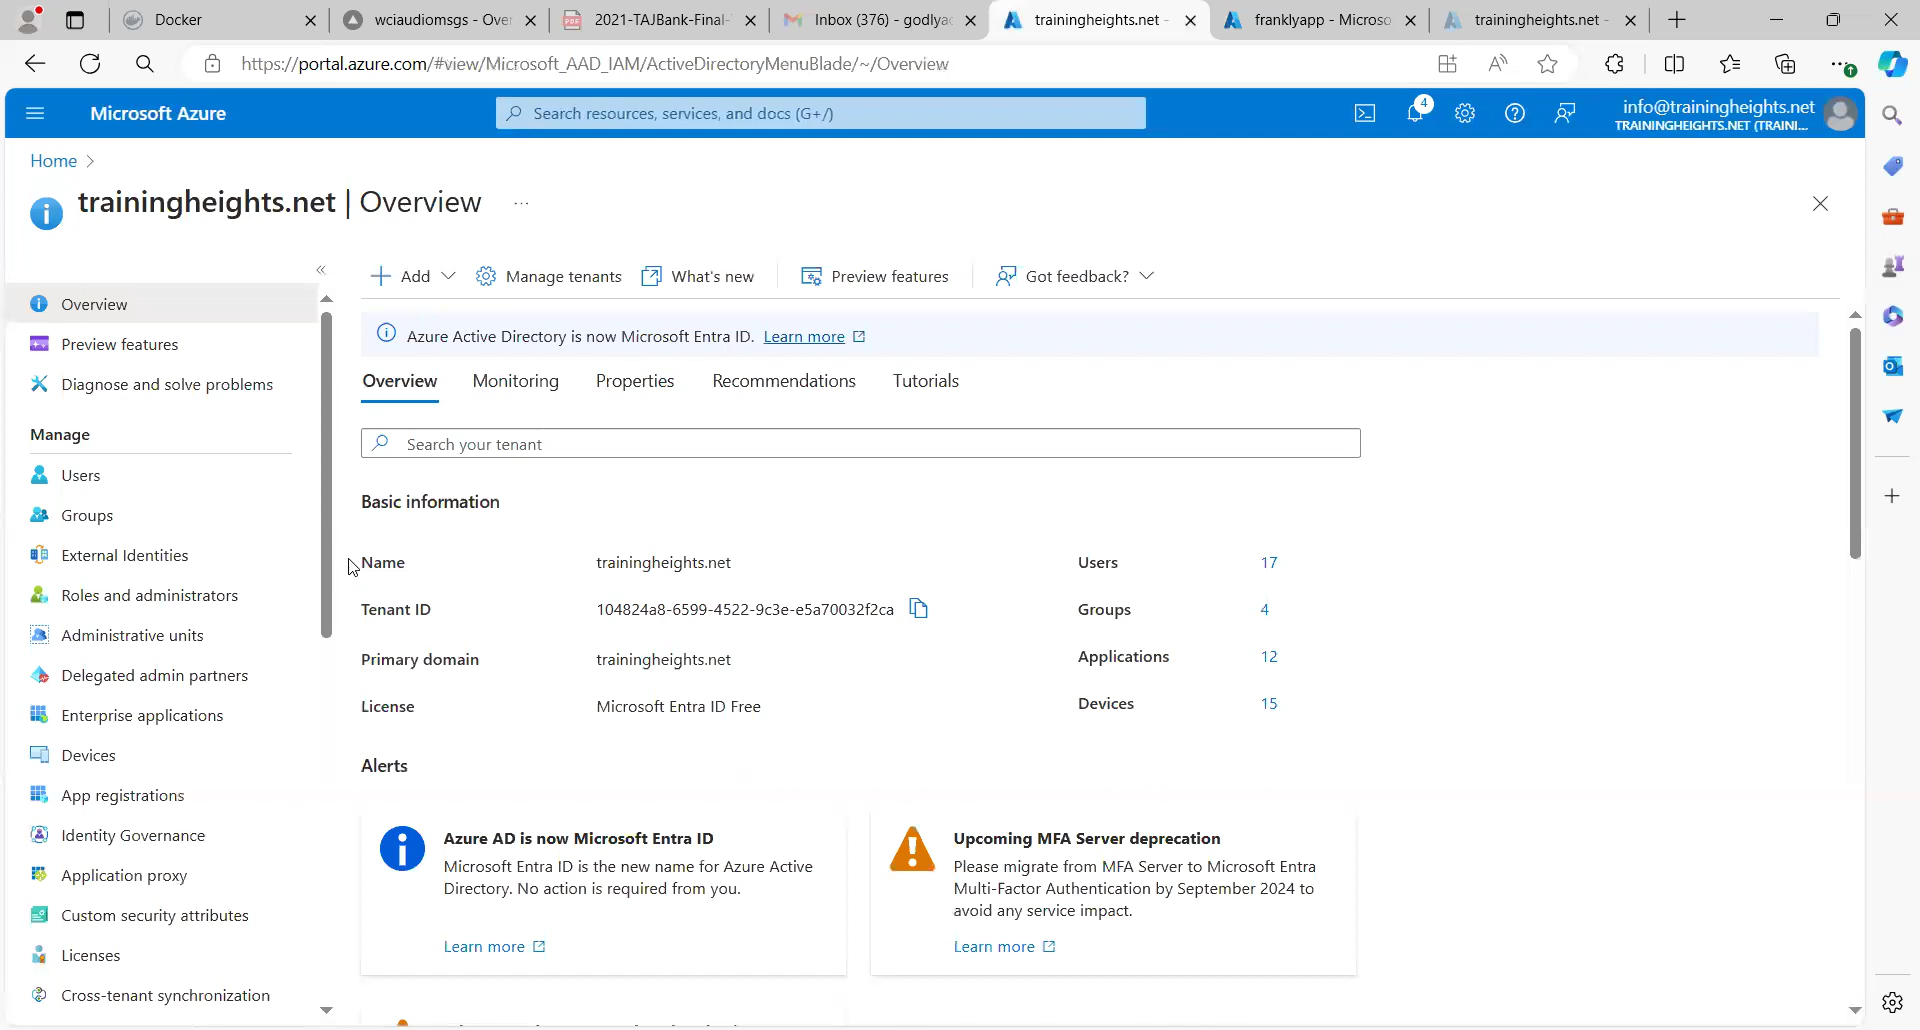 Docker
wciaudiomsgs - Over
2021-TAJBank-Final-
Inbox (376) - godlyac
trainingheights.net -
franklyapp - Microso
trainingheights.net -
https://portal.azure.com/#view/Microsoft_AAD_IAM/ActiveDirectoryMenuBlade/~/Overview
Microsoft Azure
Search resources, services, and docs (G+/)
4
info@trainingheights.net
TRAININGHEIGHTS.NET (TRAINI...
Home >
trainingheights.net | Overview ...
«
Add
Manage tenants
What's new
Preview features
Got feedback?
Overview
Preview features
Diagnose and solve problems
Manage
Users
Groups
External Identities
Roles and administrators
Administrative units
Delegated admin partners
Enterprise applications
Devices
App registrations
Identity Governance
Application proxy
Custom security attributes
Licenses
Cross-tenant synchronization
Azure Active Directory is now Microsoft Entra ID. Learn more
Overview
Monitoring
Properties
Recommendations
Tutorials
Search your tenant
Basic information
Name trainingheights.net
Users 17
Tenant ID 104824a8-6599-4522-9c3e-e5a70032f2ca
Groups 4
Primary domain trainingheights.net
Applications 12
License Microsoft Entra ID Free
Devices 15
Alerts
Azure AD is now Microsoft Entra ID
Microsoft Entra ID is the new name for Azure Active
Directory. No action is required from you.
Learn more
Upcoming MFA Server deprecation
Please migrate from MFA Server to Microsoft Entra
Multi-Factor Authentication by September 2024 to
avoid any service impact.
Learn more